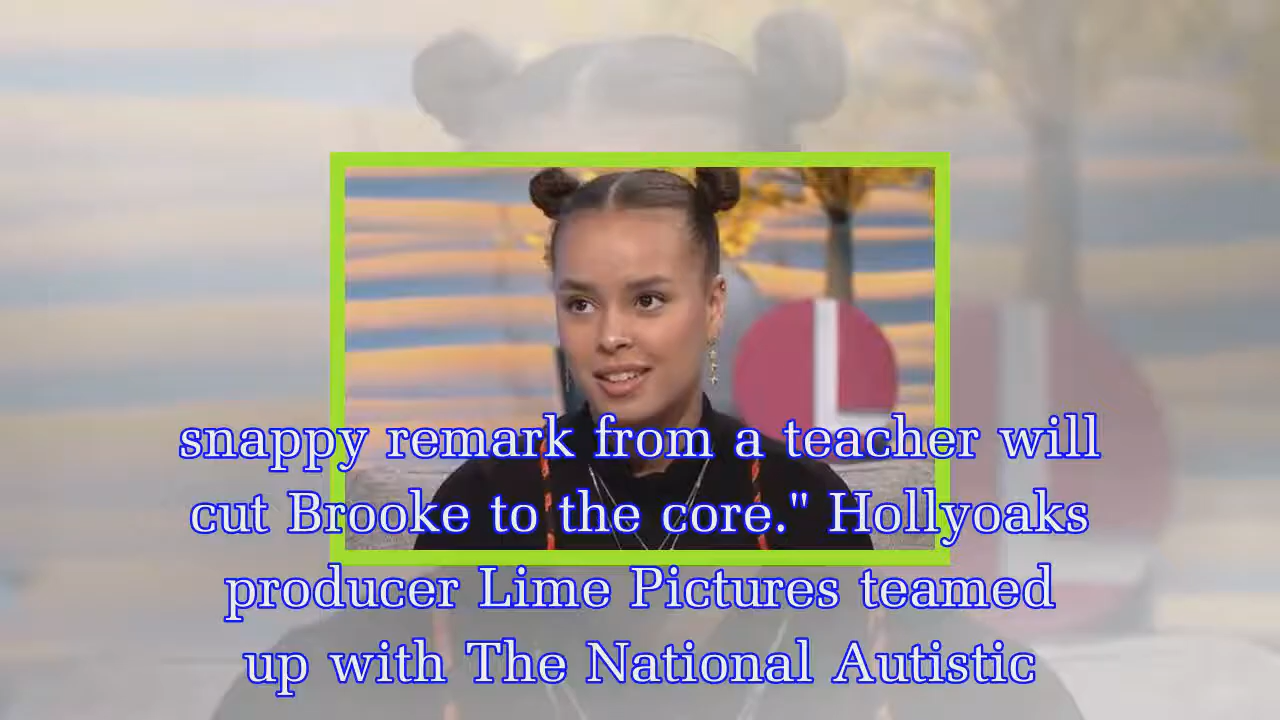 snappy remark from a teacher will
cut Brooke to the core." Hollyoaks
producer Lime Pictures teamed
up with The National Autistic